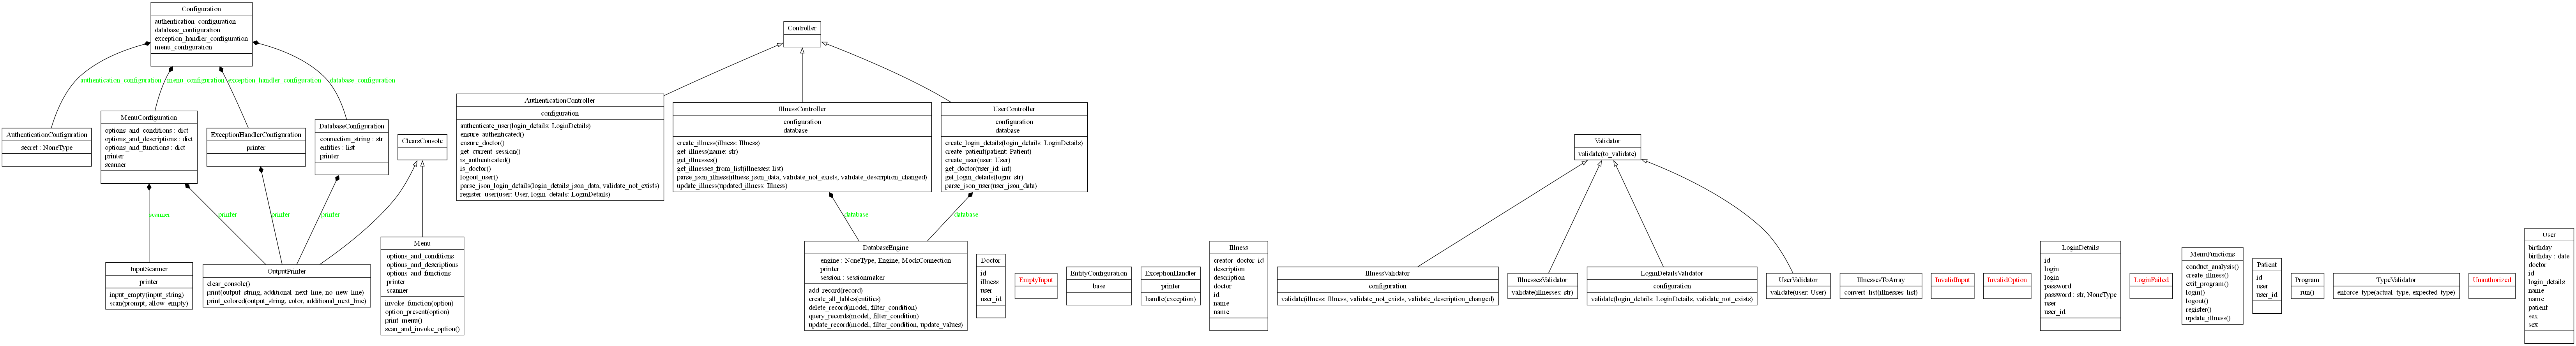 Configuration
authentication_configuration
database_configuration
exception_handler_configuration
menu_configuration
authentication_configuration
menu_configuration
exception_handler_configuration
database_configuration
AuthenticationConfiguration
secret : NoneType
MenuConfiguration
options_and_conditions : dict
options_and_descriptions : dict
options_and_functions : dict
printer
scanner
ExceptionHandlerConfiguration
printer
DatabaseConfiguration
connection_string : str
entities : list
printer
ClearsConsole
scanner
printer
printer
printer
InputScanner
printer
input_empty(input_string)
scan(prompt, allow_empty)
OutputPrinter
clear_console()
print(output_string, additional_next_line, no_new_line)
print_colored(output_string, color, additional_next_line)
Menu
options_and_conditions
options_and_descriptions
options_and_functions
printer
scanner
invoke_function(option)
option_present(option)
print_menu()
scan_and_invoke_option()
Controller
AuthenticationController
configuration
authenticate_user(login_details: LoginDetails)
ensure_authenticated()
ensure_doctor()
get_current_session()
is_authenticated()
is_doctor()
logout_user()
parse_json_login_details(login_details_json_data, validate_not_exists)
register_user(user: User, login_details: LoginDetails)
IllnessController
configuration
database
create_illness(illness: Illness)
get_illness(name: str)
get_illnesses()
get_illnesses_from_list(illnesses: list)
parse_json_illness(illness_json_data, validate_not_exists, validate_description_changed)
update_illness(updated_illness: Illness)
UserController
configuration
database
create_login_details(login_details: LoginDetails)
create_patient(patient: Patient)
create_user(user: User)
get_doctor(user_id: int)
get_login_details(login: str)
parse_json_user(user_json_data)
database
database
DatabaseEngine
engine : NoneType, Engine, MockConnection
printer
session : sessionmaker
add_record(record)
create_all_tables(entities)
delete_record(model, filter_condition)
query_records(model, filter_condition)
update_record(model, filter_condition, update_values)
Doctor
id
illness
user
user_id
EmptyInput
EntityConfiguration
base
ExceptionHandler
printer
handle(exception)
Illness
creator_doctor_id
description
description
doctor
id
name
name
Validator
validate(to_validate)
IllnessValidator
configuration
validate(illness: Illness, validate_not_exists, validate_description_changed)
IllnessesValidator
validate(illnesses: str)
LoginDetailsValidator
configuration
validate(login_details: LoginDetails, validate_not_exists)
UserValidator
validate(user: User)
IllnessesToArray
convert_list(illnesses_list)
InvalidInput
InvalidOption
LoginDetails
id
login
login
password
password : str, NoneType
user
user_id
LoginFailed
MenuFunctions
conduct_analysis()
create_illness()
exit_program()
login()
logout()
register()
update_illness()
Patient
id
user
user_id
Program
run()
TypeValidator
enforce_type(actual_type, expected_type)
Unauthorized
User
birthday
birthday : date
doctor
id
login_details
name
name
patient
sex
sex